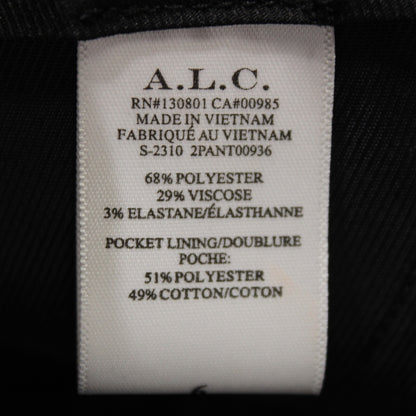 A.L.C.
RN#130801 CA#00985
MADE IN VIETNAM
FABRIQUÉ AU VIETNAM
S-2310 2PANT00936
68% POLYESTER
29% VISCOSE
3% ELASTANE/ÉLASTHANNE
POCKET LINING/DOUBLURE
POCHE:
51% POLYESTER
49% COTTON/COTON